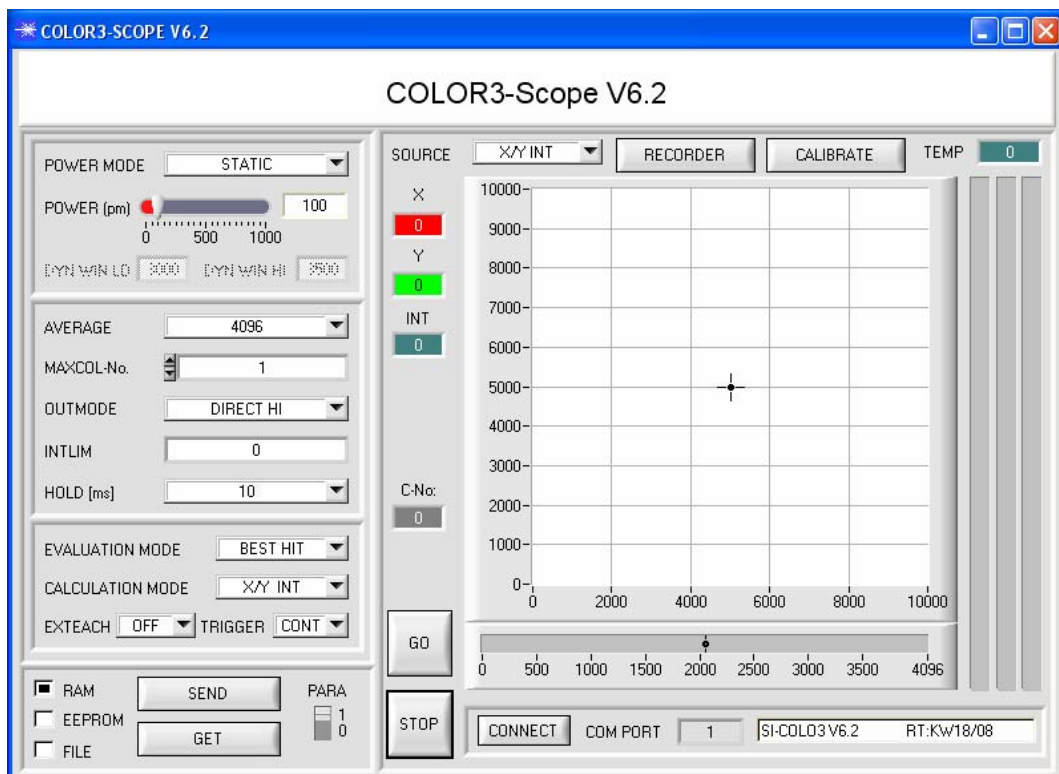 COLOR3-SCOPE V6.2
COLOR3-Scope V6.2
POWER MODE STATIC
POWER (pm) 100
0 500 1000
DYN WIN LO 3000 DYN WIN HI 3500
AVERAGE 4096
MAXCOL-No. 1
OUTMODE DIRECT HI
INTLIM 0
HOLD [ms] 10
EVALUATION MODE BEST HIT
CALCULATION MODE X/Y INT
EXTEACH OFF TRIGGER CONT
RAM
EEPROM
FILE
SEND
GET
PARA
1
0
SOURCE X/Y INT RECORDER CALIBRATE TEMP 0
X
0
Y
0
INT
0
C-No:
0
GO
STOP
10000
9000
8000
7000
6000
5000
4000
3000
2000
1000
0
0 2000 4000 6000 8000 10000
0 500 1000 1500 2000 2500 3000 3500 4096
CONNECT COM PORT 1 SI-COLO3 V6.2 RT:KW18/08